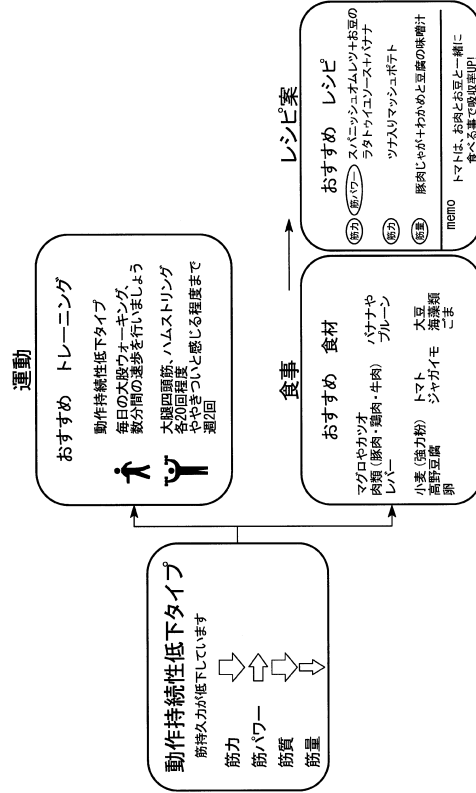 動作持続性低下タイプ
筋持久力が低下しています
筋力
筋パワー
筋質
筋量
運動
おすすめ トレーニング
動作持続性低下タイプ
毎日の大股ウォーキング、
数分間の速歩を行いましょう
大腿四頭筋、ハムストリング
各20回程度
ややきついと感じる程度まで
週2回
食事
おすすめ 食材
マグロやカツオ
肉類（豚肉・鶏肉・牛肉） バナナや
レバー プルーン
小麦（強力粉） トマト 大豆
高野豆腐 ジャガイモ 海藻類
卵 ごま
レシピ案
おすすめ レシピ
筋力 筋パワー スパニッシュオムレツ＋お豆の
ラタトゥイユソース＋バナナ
筋力 ツナ入りマッシュポテト
筋量 豚肉じゃが＋わかめと豆腐の味噌汁
memo
トマトは、お肉とお豆と一緒に
食べる事で吸収率UP!